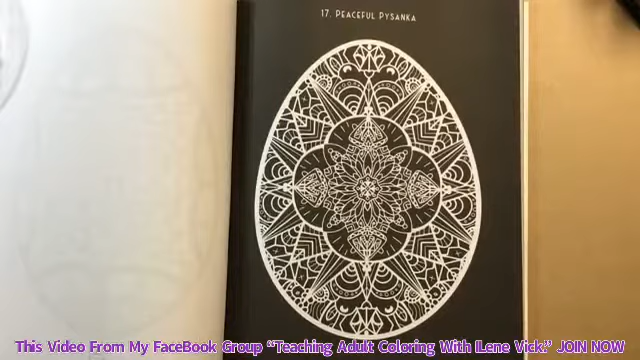 17. PEACEFUL PYSANKA
This Video From My FaceBook Group “Teaching Adult Coloring With ILene Vick” JOIN NOW